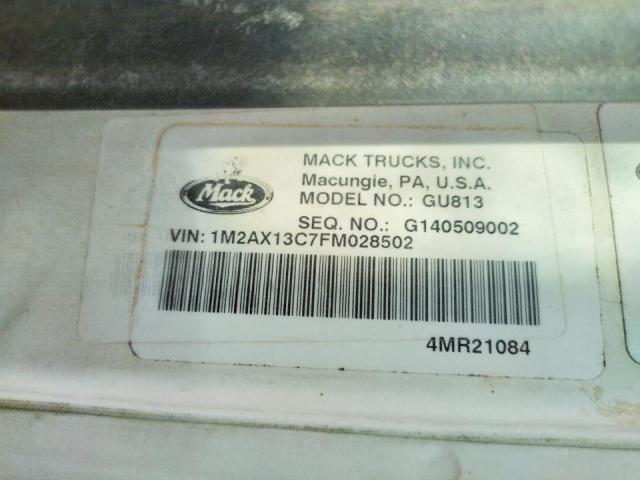 Mack
MACK TRUCKS, INC.
Macungie, PA, U.S.A.
MODEL NO.: GU813
SEQ. NO.: G140509002
VIN: 1M2AX13C7FM028502
4MR21084